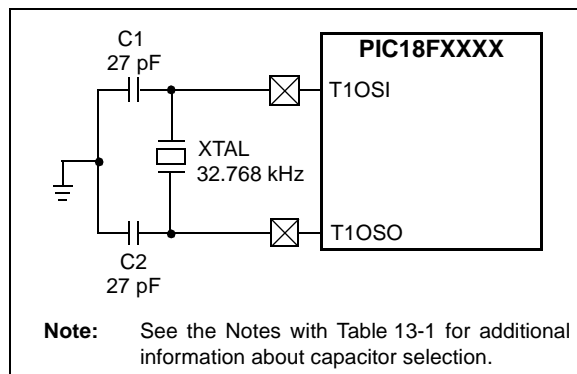 C1
27 pF
PIC18FXXXX
T1OSI
XTAL
32.768 kHz
T1OSO
C2
27 pF
Note: See the Notes with Table 13-1 for additional
information about capacitor selection.